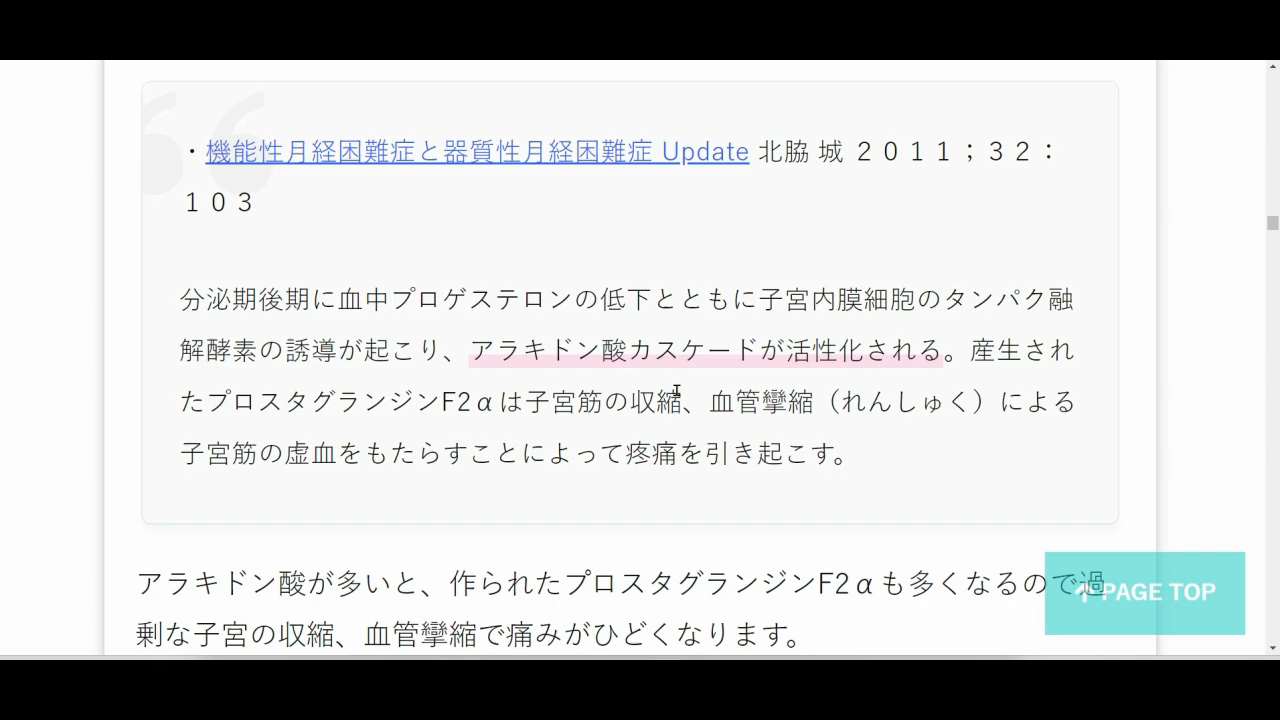 ・機能性月経困難症と器質性月経困難症 Update 北脇 城 ２０１１；３２：
１０３
分泌期後期に血中プロゲステロンの低下とともに子宮内膜細胞のタンパク融
解酵素の誘導が起こり、アラキドン酸カスケードが活性化される。産生され
たプロスタグランジンF2αは子宮筋の収縮、血管攣縮（れんしゅく）による
子宮筋の虚血をもたらすことによって疼痛を引き起こす。
アラキドン酸が多いと、作られたプロスタグランジンF2αも多くなるので過
剰な子宮の収縮、血管攣縮で痛みがひどくなります。
PAGE TOP